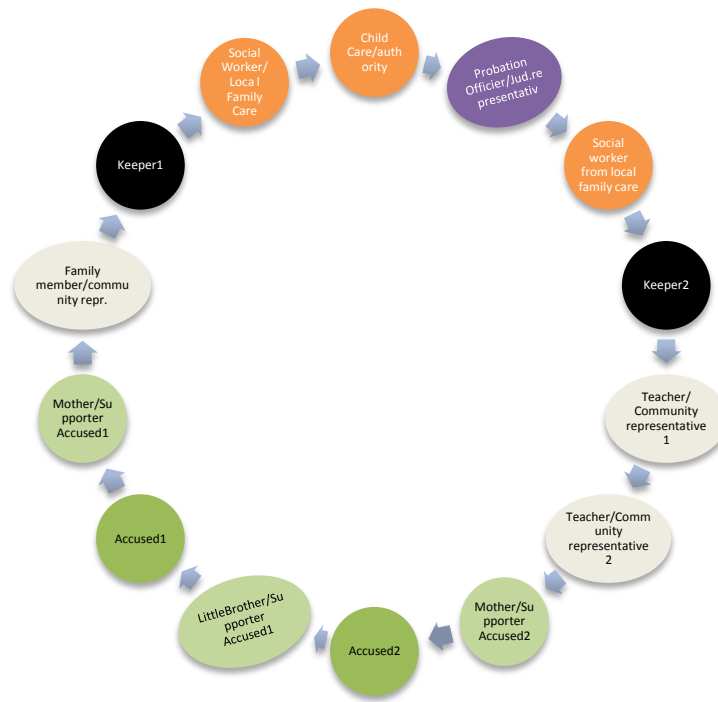 Child
Care/auth
ority
Probation
Officier/Jud.re
presentativ
Social
worker
from local
family care
Keeper2
Teacher/
Community
representative
1
Teacher/Comm
unity
representative
2
Mother/Su
pporter
Accused2
Accused2
LittleBrother/Su
pporter
Accused1
Accused1
Mother/Su
pporter
Accused1
Family
member/commu
nity repr.
Keeper1
Social
Worker/
Loca l
Family
Care